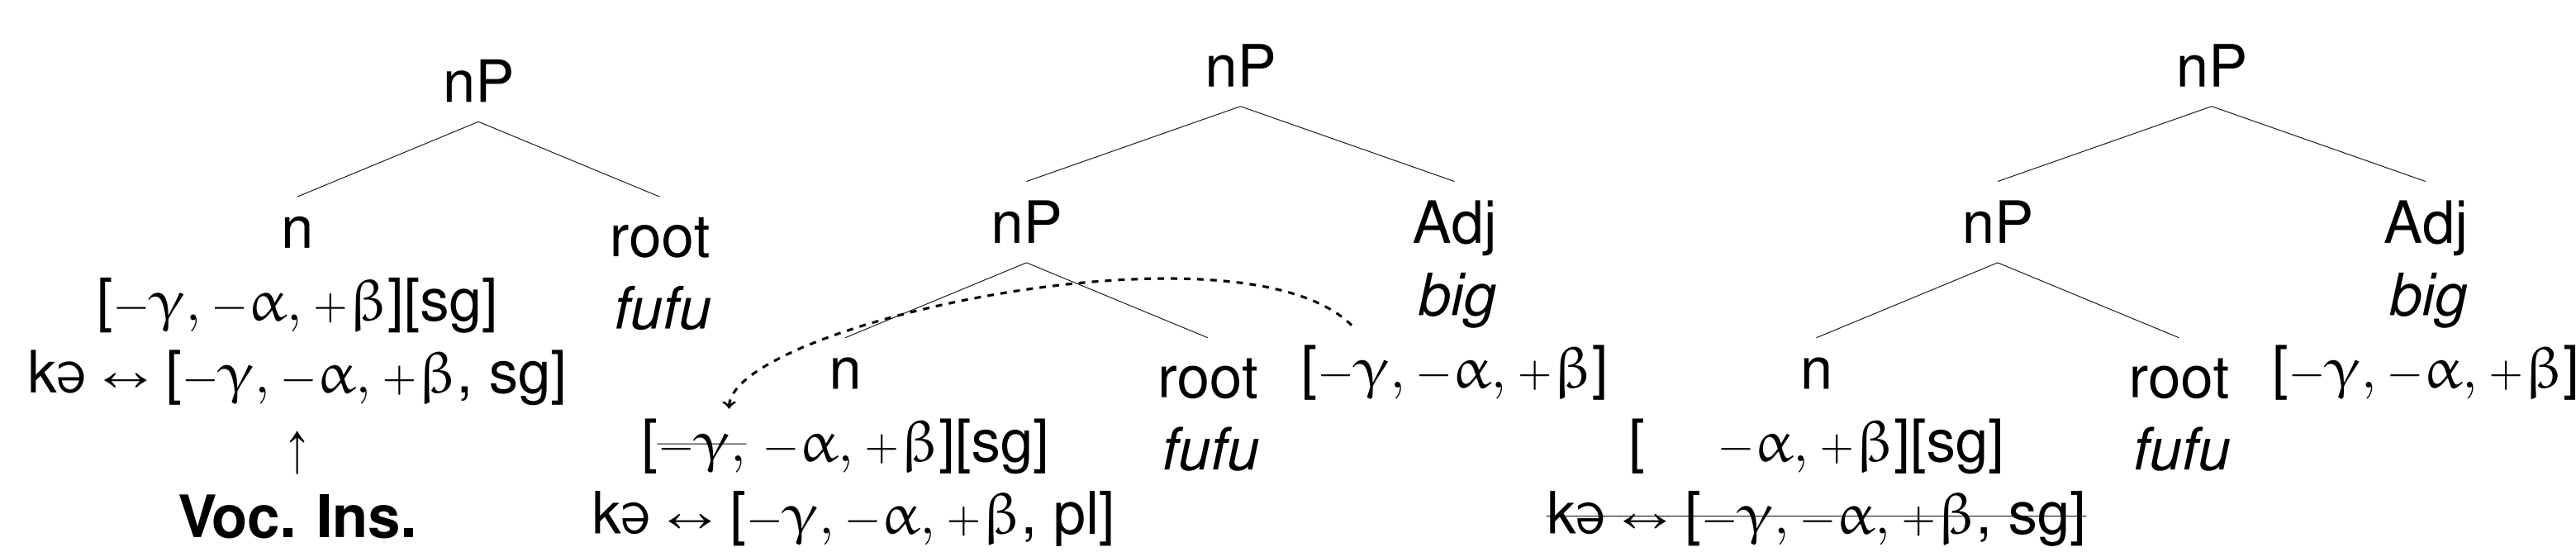 nP
n root
[−γ, −α, +β][sg] fufu
kə ↔ [−γ, −α, +β, sg]
↑
Voc. Ins.
nP
nP Adj
big
n root [−γ, −α, +β]
[−γ, −α, +β][sg] fufu
kə ↔ [−γ, −α, +β, pl]
nP
nP Adj
big
n root [−γ, −α, +β]
[ −α, +β][sg] fufu
kə ↔ [−γ, −α, +β, sg]